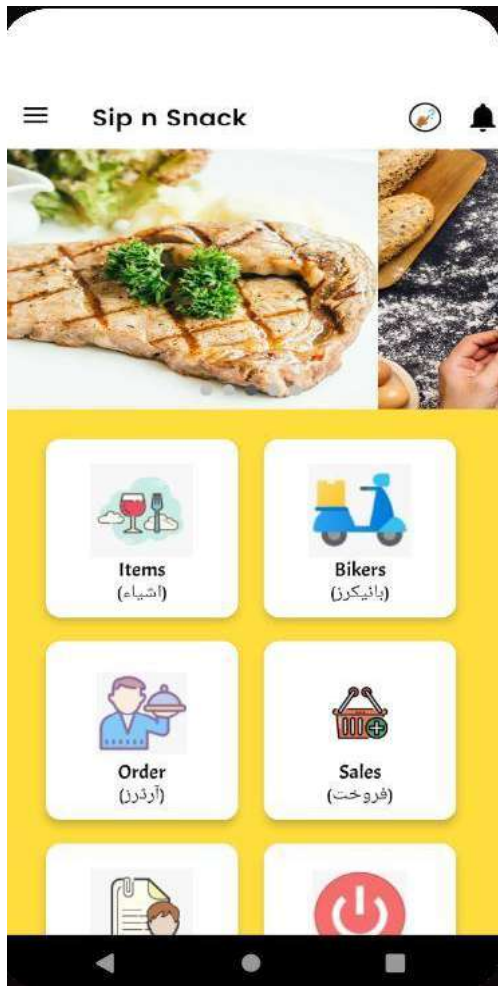 Sip n Snack
Items
(اشیاء)
Bikers
(بائیکرز)
Order
(آرڈرز)
Sales
(فروخت)